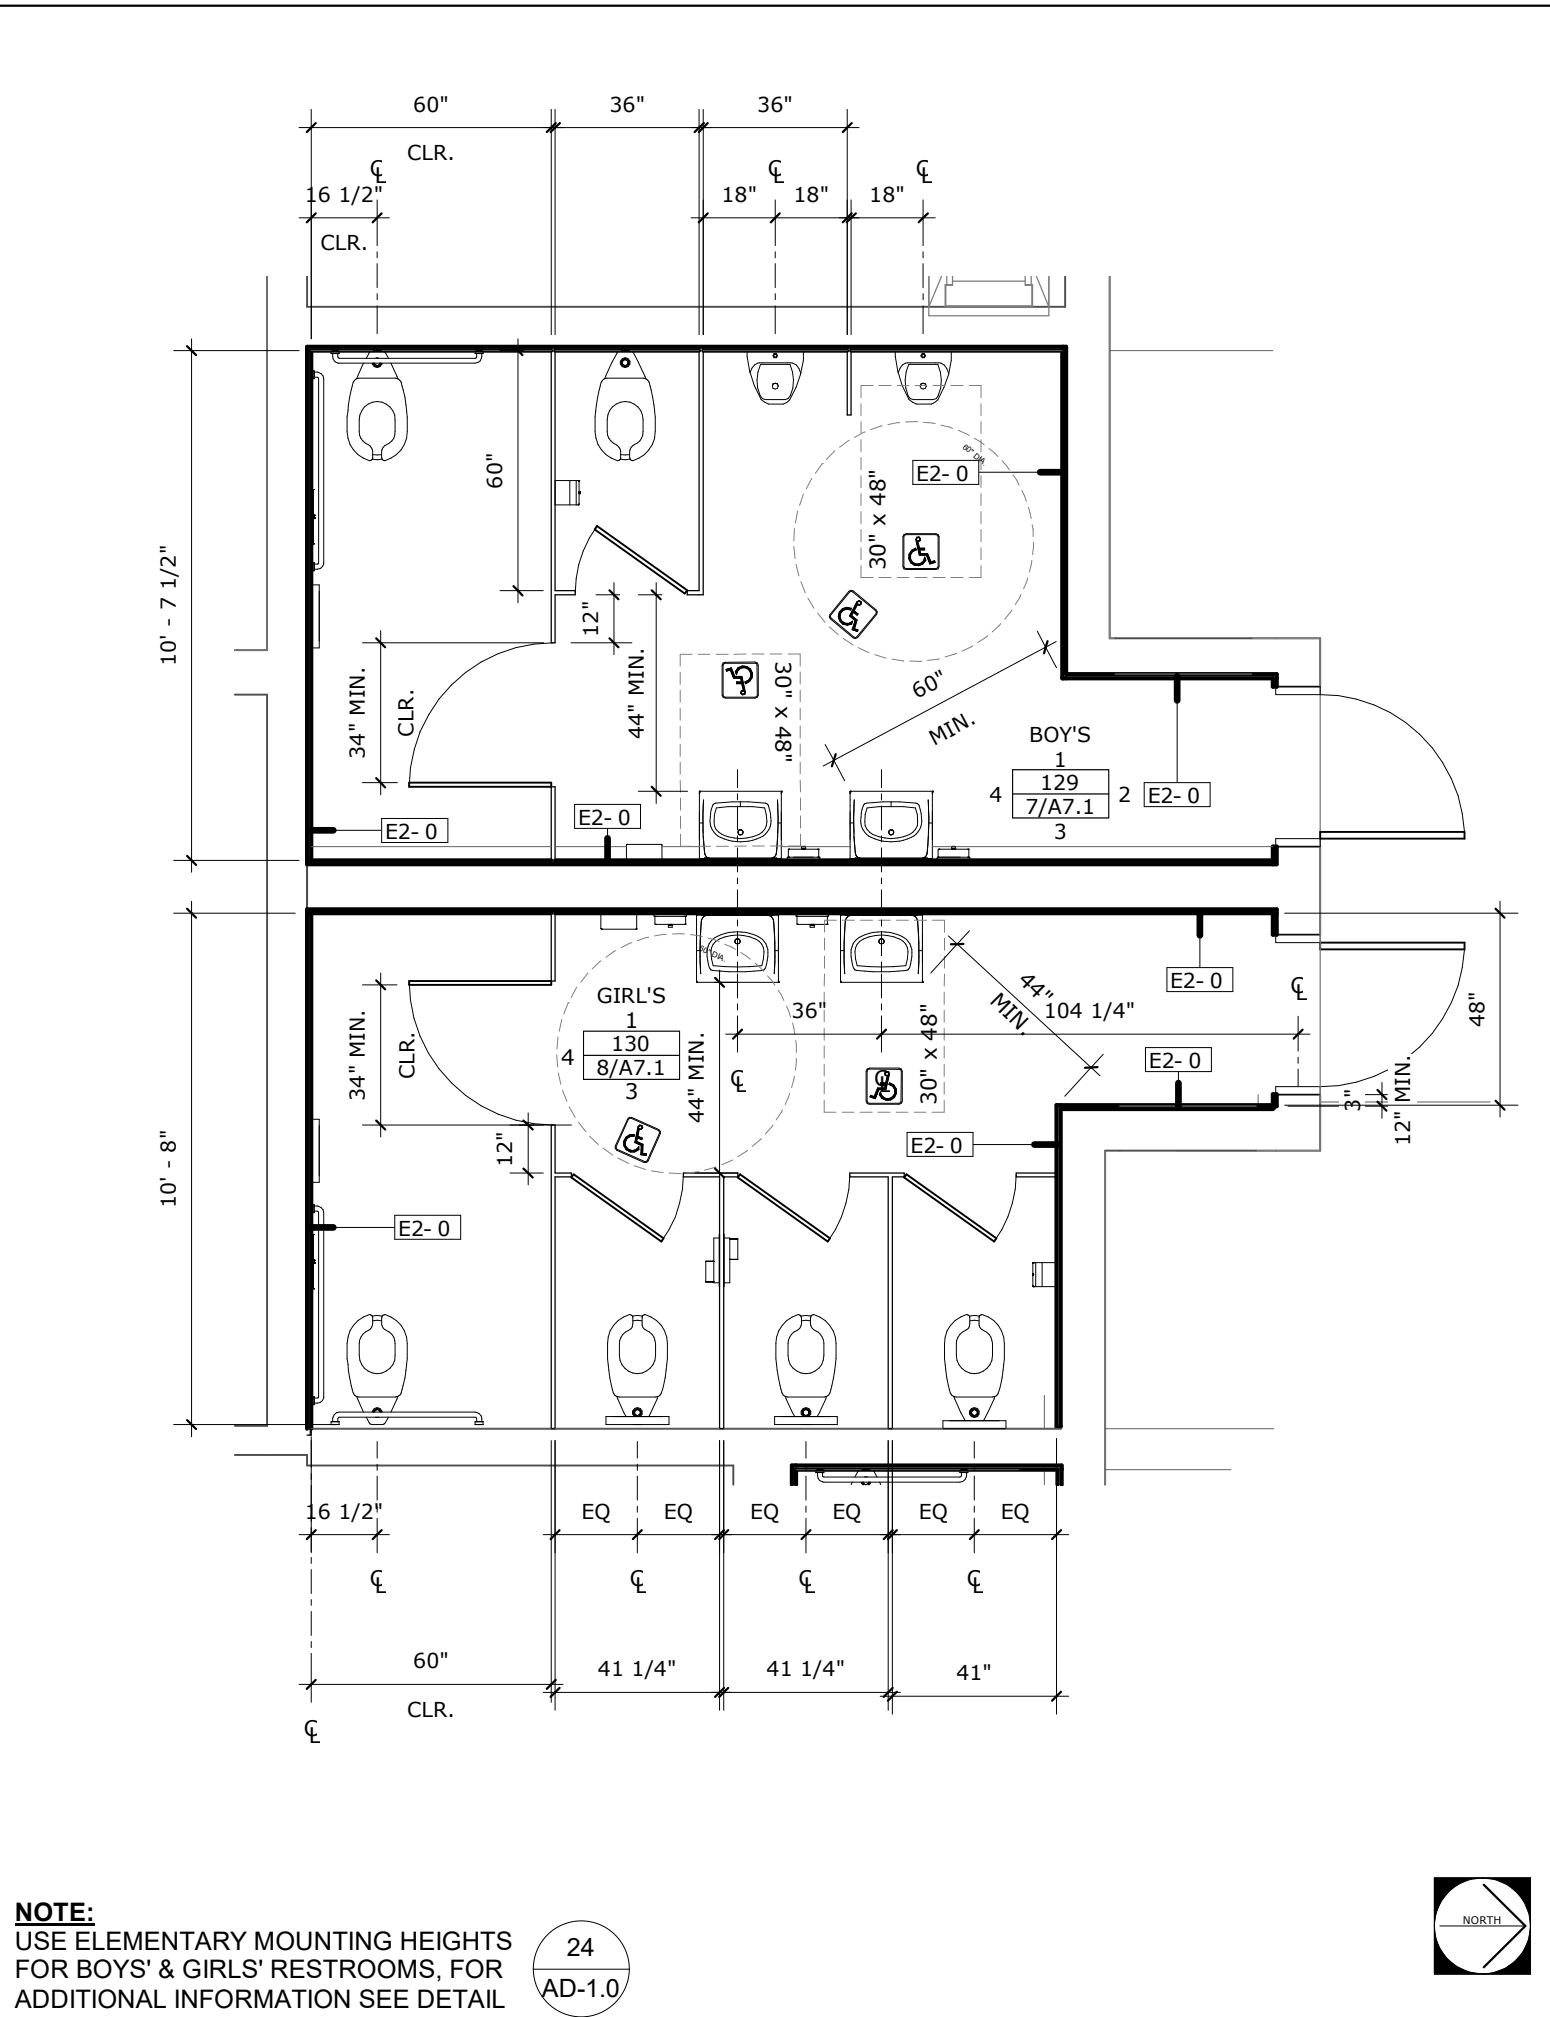 60" 36" 36"
CLR.
℄ ℄ ℄
16 1/2" 18" 18" 18"
CLR.
60" DIA.
E2- 0
60"
30" x 48"
10' - 7 1/2"
12"
44" MIN.
30" x 48"
60"
MIN.
34" MIN.
CLR.
BOY'S
1
129
4 2 E2- 0
7/A7.1
3
E2- 0
E2- 0
60" DIA.
E2- 0
44"
MIN.
℄
GIRL'S
1
130
4
8/A7.1
3
36"
104 1/4"
48"
34" MIN.
CLR.
44" MIN.
℄
30" x 48"
℄
E2- 0
3"
12" MIN.
12"
E2- 0
10' - 8"
E2- 0
16 1/2" EQ EQ EQ EQ EQ EQ
℄ ℄ ℄ ℄
60" 41 1/4" 41 1/4" 41"
CLR.
℄
NOTE:
USE ELEMENTARY MOUNTING HEIGHTS
FOR BOYS' & GIRLS' RESTROOMS, FOR
ADDITIONAL INFORMATION SEE DETAIL
24
AD-1.0
NORTH